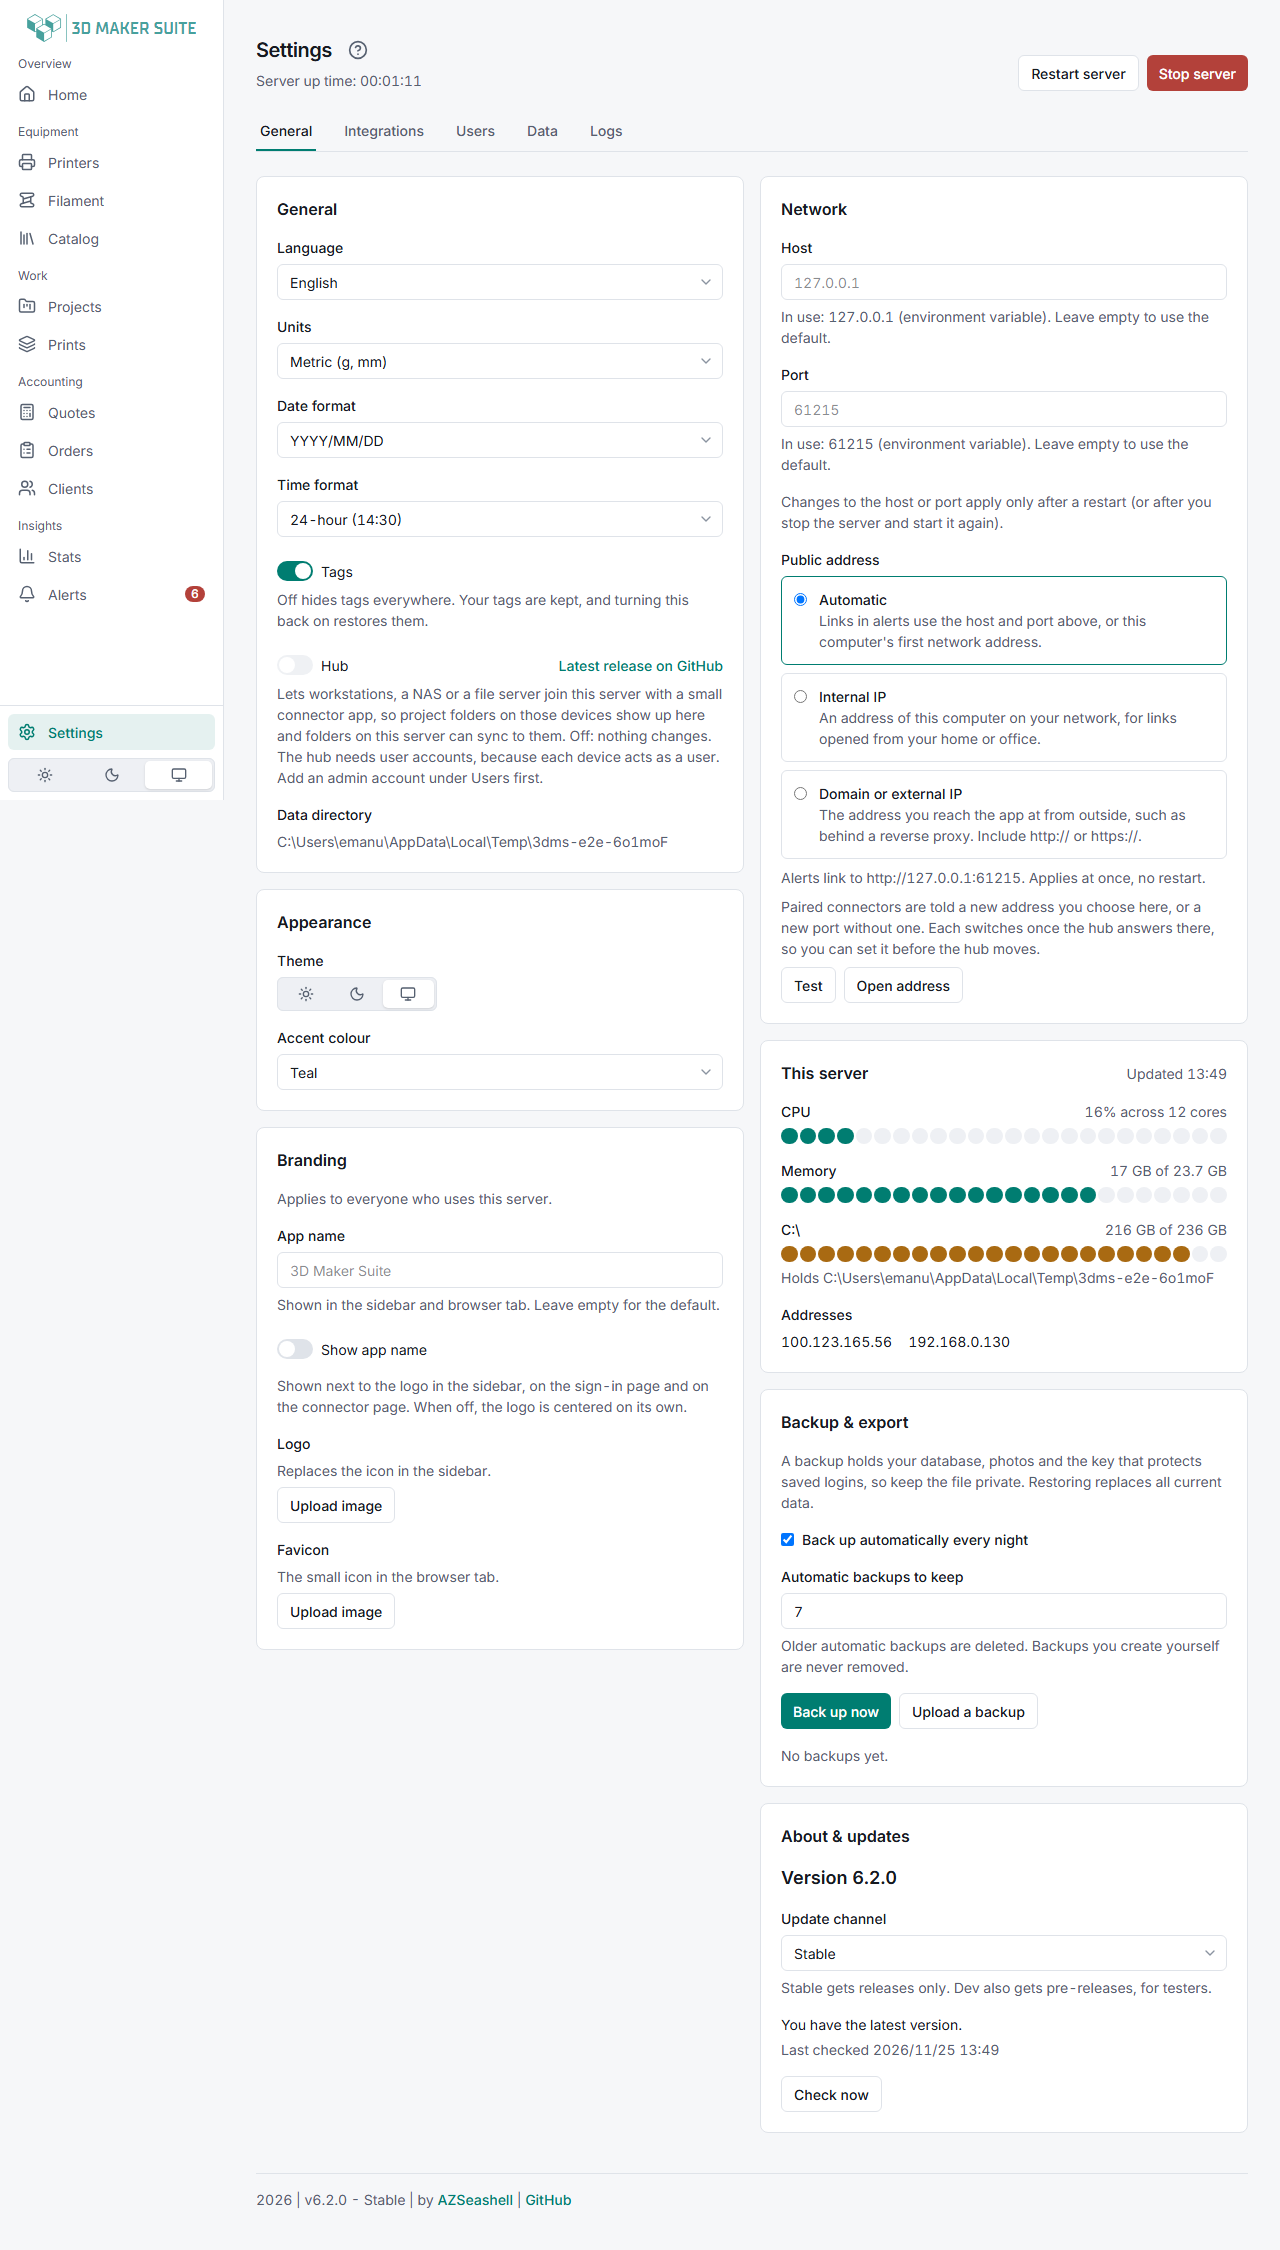 3D MAKER SUITE
Overview
Home
Equipment
Printers
Filament
Catalog
Work
Projects
Prints
Accounting
Quotes
Orders
Clients
Insights
Stats
Alerts 6
Settings
Settings
Server up time: 00:01:11
Restart server
Stop server
General
Integrations
Users
Data
Logs
General
Language
English
Units
Metric (g, mm)
Date format
YYYY/MM/DD
Time format
24-hour (14:30)
Tags
Off hides tags everywhere. Your tags are kept, and turning this
back on restores them.
Hub
Latest release on GitHub
Lets workstations, a NAS or a file server join this server with a small
connector app, so project folders on those devices show up here
and folders on this server can sync to them. Off: nothing changes.
The hub needs user accounts, because each device acts as a user.
Add an admin account under Users first.
Data directory
C:\Users\emanu\AppData\Local\Temp\3dms-e2e-6o1moF
Appearance
Theme
Accent colour
Teal
Branding
Applies to everyone who uses this server.
App name
3D Maker Suite
Shown in the sidebar and browser tab. Leave empty for the default.
Show app name
Shown next to the logo in the sidebar, on the sign-in page and on
the connector page. When off, the logo is centered on its own.
Logo
Replaces the icon in the sidebar.
Upload image
Favicon
The small icon in the browser tab.
Upload image
Network
Host
127.0.0.1
In use: 127.0.0.1 (environment variable). Leave empty to use the
default.
Port
61215
In use: 61215 (environment variable). Leave empty to use the
default.
Changes to the host or port apply only after a restart (or after you
stop the server and start it again).
Public address
Automatic
Links in alerts use the host and port above, or this
computer's first network address.
Internal IP
An address of this computer on your network, for links
opened from your home or office.
Domain or external IP
The address you reach the app at from outside, such as
behind a reverse proxy. Include http:// or https://.
Alerts link to http://127.0.0.1:61215. Applies at once, no restart.
Paired connectors are told a new address you choose here, or a
new port without one. Each switches once the hub answers there,
so you can set it before the hub moves.
Test
Open address
This server
Updated 13:49
CPU
16% across 12 cores
Memory
17 GB of 23.7 GB
C:\
216 GB of 236 GB
Holds C:\Users\emanu\AppData\Local\Temp\3dms-e2e-6o1moF
Addresses
100.123.165.56 192.168.0.130
Backup & export
A backup holds your database, photos and the key that protects
saved logins, so keep the file private. Restoring replaces all current
data.
Back up automatically every night
Automatic backups to keep
7
Older automatic backups are deleted. Backups you create yourself
are never removed.
Back up now
Upload a backup
No backups yet.
About & updates
Version 6.2.0
Update channel
Stable
Stable gets releases only. Dev also gets pre-releases, for testers.
You have the latest version.
Last checked 2026/11/25 13:49
Check now
2026 | v6.2.0 - Stable | by AZSeashell | GitHub